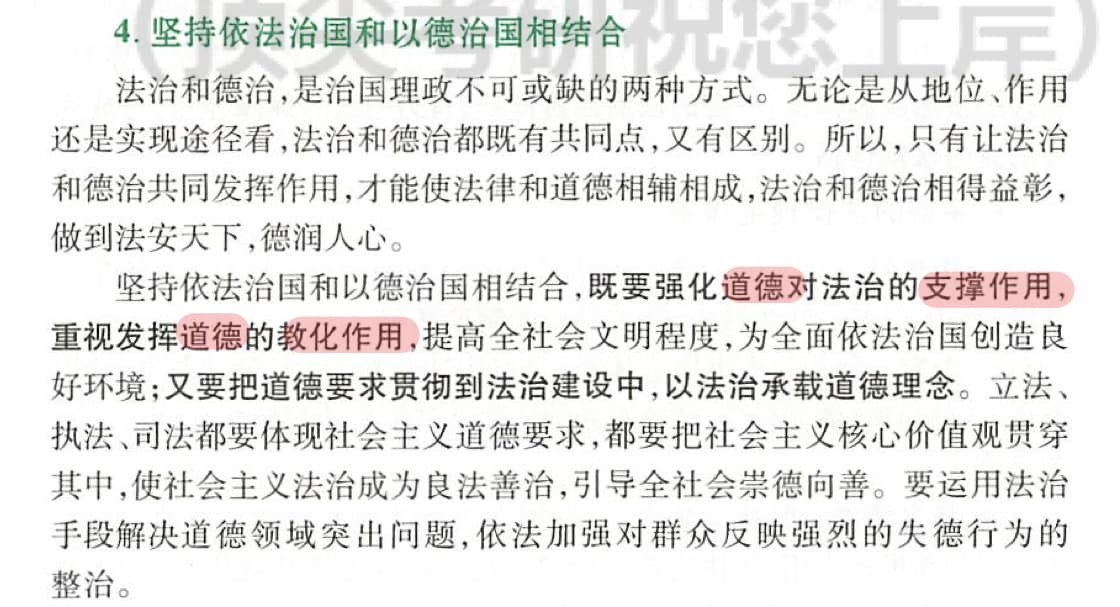 (顶尖考研祝您上岸)
4. 坚持依法治国和以德治国相结合
法治和德治,是治国理政不可或缺的两种方式。无论是从地位、作用
还是实现途径看,法治和德治都既有共同点,又有区别。所以,只有让法治
和德治共同发挥作用,才能使法律和道德相辅相成,法治和德治相得益彰,
做到法安天下,德润人心。
坚持依法治国和以德治国相结合,既要强化道德对法治的支撑作用,
重视发挥道德的教化作用,提高全社会文明程度,为全面依法治国创造良
好环境;又要把道德要求贯彻到法治建设中,以法治承载道德理念。立法、
执法、司法都要体现社会主义道德要求,都要把社会主义核心价值观贯穿
其中,使社会主义法治成为良法善治,引导全社会崇德向善。要运用法治
手段解决道德领域突出问题,依法加强对群众反映强烈的失德行为的
整治。